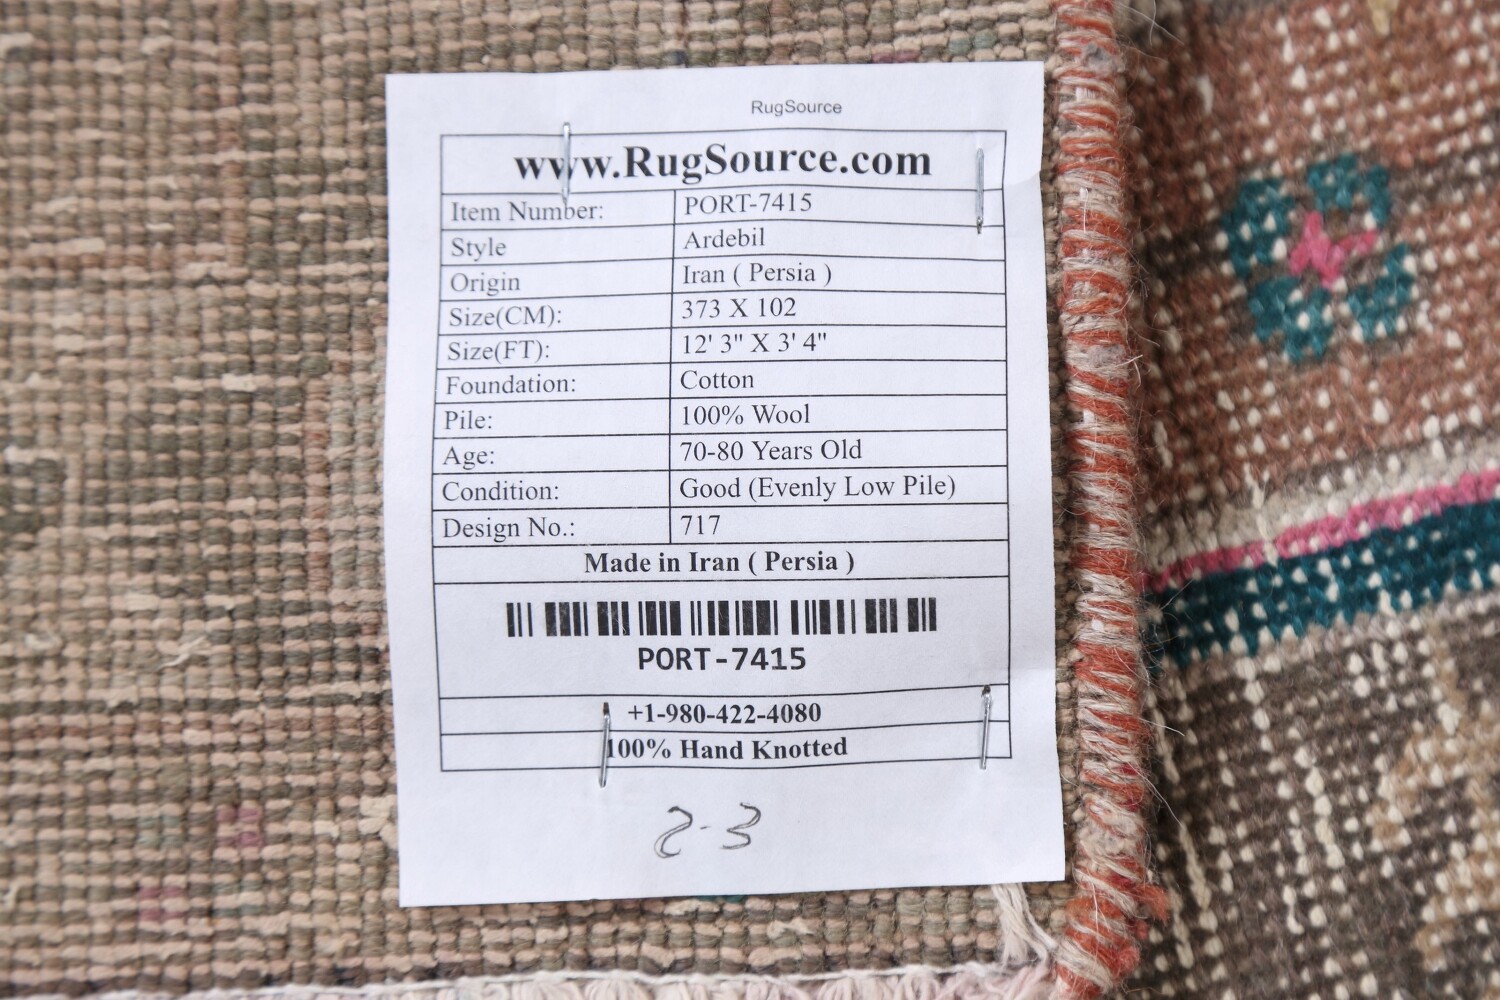 RugSource
www.RugSource.com
Item Number: PORT-7415
Style Ardebil
Origin Iran ( Persia )
Size(CM): 373 X 102
Size(FT): 12' 3" X 3' 4"
Foundation: Cotton
Pile: 100% Wool
Age: 70-80 Years Old
Condition: Good (Evenly Low Pile)
Design No.: 717
Made in Iran ( Persia )
PORT-7415
+1-980-422-4080
100% Hand Knotted
2-3